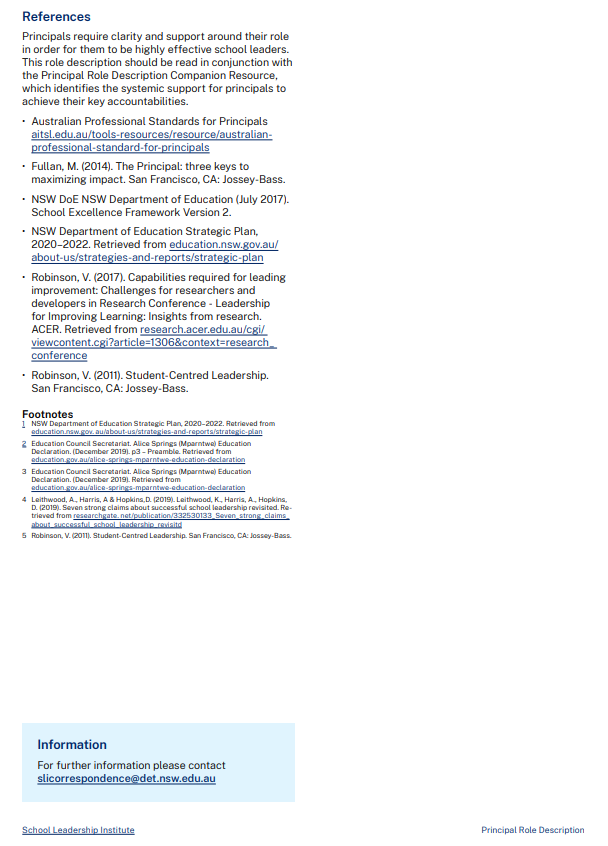 References
Principals require clarity and support around their role
in order for them to be highly effective school leaders.
This role description should be read in conjunction with
the Principal Role Description Companion Resource,
which identifies the systemic support for principals to
achieve their key accountabilities.
• Australian Professional Standards for Principals
aitsl.edu.au/tools-resources/resource/australian-
professional-standard-for-principals
• Fullan, M. (2014). The Principal: three keys to
maximizing impact. San Francisco, CA: Jossey-Bass.
• NSW DoE NSW Department of Education (July 2017).
School Excellence Framework Version 2.
• NSW Department of Education Strategic Plan,
2020–2022. Retrieved from education.nsw.gov.au/
about-us/strategies-and-reports/strategic-plan
• Robinson, V. (2017). Capabilities required for leading
improvement: Challenges for researchers and
developers in Research Conference - Leadership
for Improving Learning: Insights from research.
ACER. Retrieved from research.acer.edu.au/cgi/
viewcontent.cgi?article=1306&context=research_
conference
• Robinson, V. (2011). Student-Centred Leadership.
San Francisco, CA: Jossey-Bass.
Footnotes
1 NSW Department of Education Strategic Plan, 2020–2022. Retrieved from
education.nsw.gov. au/about-us/strategies-and-reports/strategic-plan
2 Education Council Secretariat. Alice Springs (Mparntwe) Education
Declaration. (December 2019). p3 – Preamble. Retrieved from
education.gov.au/alice-springs-mparntwe-education-declaration
3 Education Council Secretariat. Alice Springs (Mparntwe) Education
Declaration. (December 2019). Retrieved from
education.gov.au/alice-springs-mparntwe-education-declaration
4 Leithwood, A., Harris, A & Hopkins,D. (2019). Leithwood, K., Harris, A., Hopkins,
D. (2019). Seven strong claims about successful school leadership revisited. Re-
trieved from researchgate.net/publication/332530133_Seven_strong_claims_
about_successful_school_leadership_revisitd
5 Robinson, V. (2011). Student-Centred Leadership. San Francisco, CA: Jossey-Bass.
Information
For further information please contact
slicorrespondence@det.nsw.edu.au
School Leadership Institute
Principal Role Description